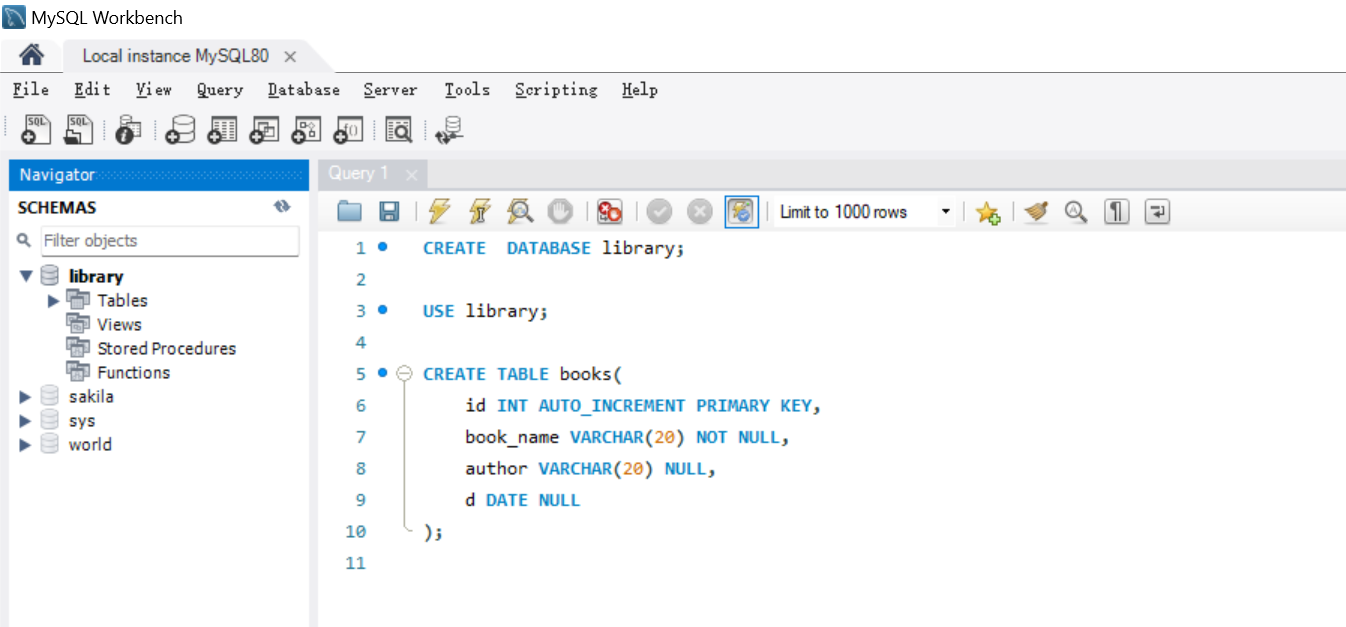 MySQL Workbench
Local instance MySQL80
File Edit View Query Database Server Tools Scripting Help
SQL SQL
Navigator
Query 1
SCHEMAS
Limit to 1000 rows
Filter objects
library
Tables
Views
Stored Procedures
Functions
sakila
sys
world
1 CREATE  DATABASE library;
2
3 USE library;
4
5 CREATE TABLE books(
6     id INT AUTO_INCREMENT PRIMARY KEY,
7     book_name VARCHAR(20) NOT NULL,
8     author VARCHAR(20) NULL,
9     d DATE NULL
10 );
11